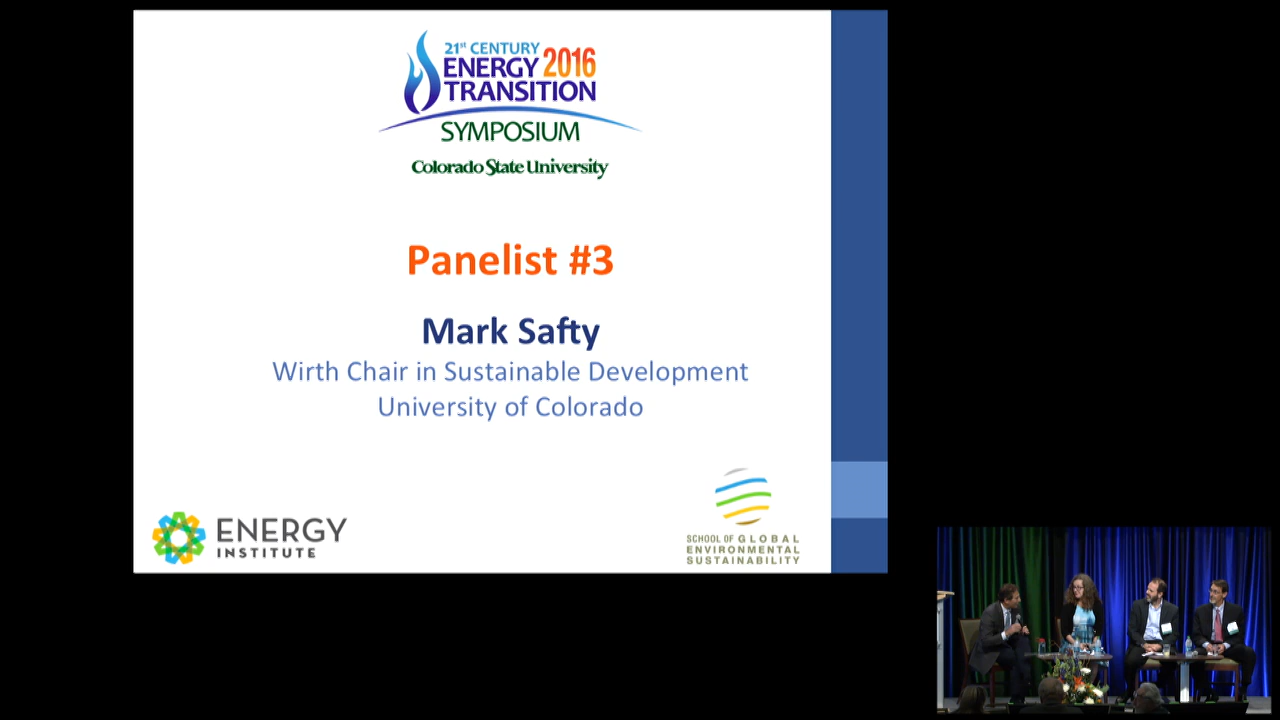 21st CENTURY
ENERGY 2016
TRANSITION
SYMPOSIUM
Colorado State University
Panelist #3
Mark Safty
Wirth Chair in Sustainable Development
University of Colorado
ENERGY
INSTITUTE
SCHOOL OF GLOBAL
ENVIRONMENTAL
SUSTAINABILITY